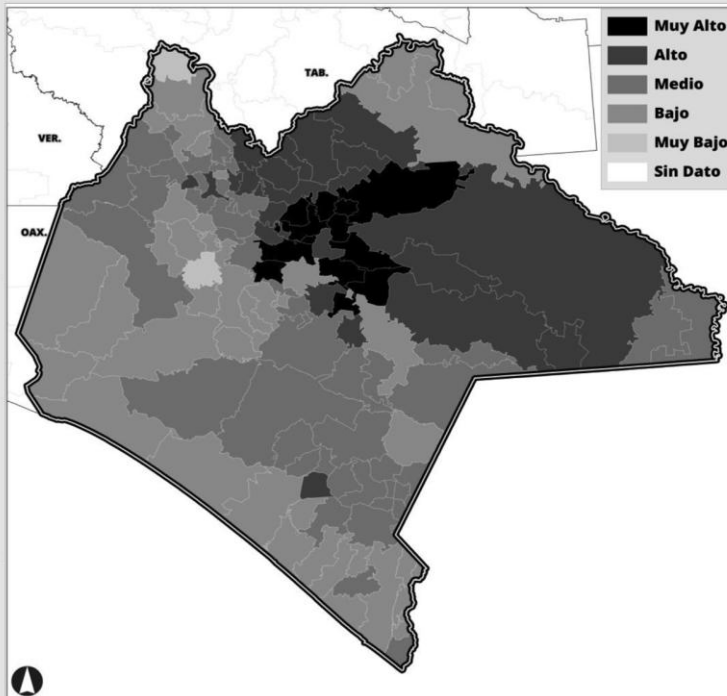 Muy Alto
Alto
Medio
Bajo
Muy Bajo
Sin Dato
TAB.
VER.
OAX.